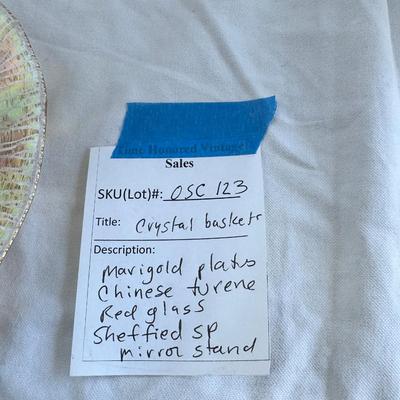 Time Honored Vintage
Sales
SKU(Lot)#: OSC 123
Title: Crystal baskets
Description:
Marigold plates
Chinese turene
Red glass
Sheffied sp
mirror stand